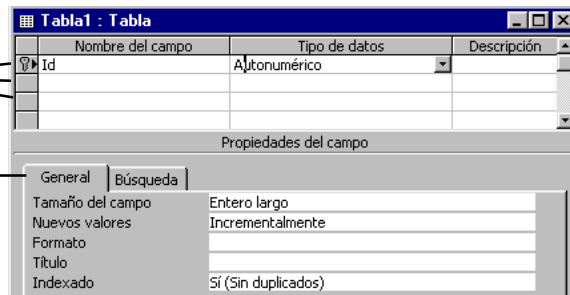 Tabla1 : Tabla
Nombre del campo Tipo de datos Descripción
Id Autonumérico
Propiedades del campo
General Búsqueda
Tamaño del campo Entero largo
Nuevos valores Incrementalmente
Formato
Título
Indexado Sí (Sin duplicados)